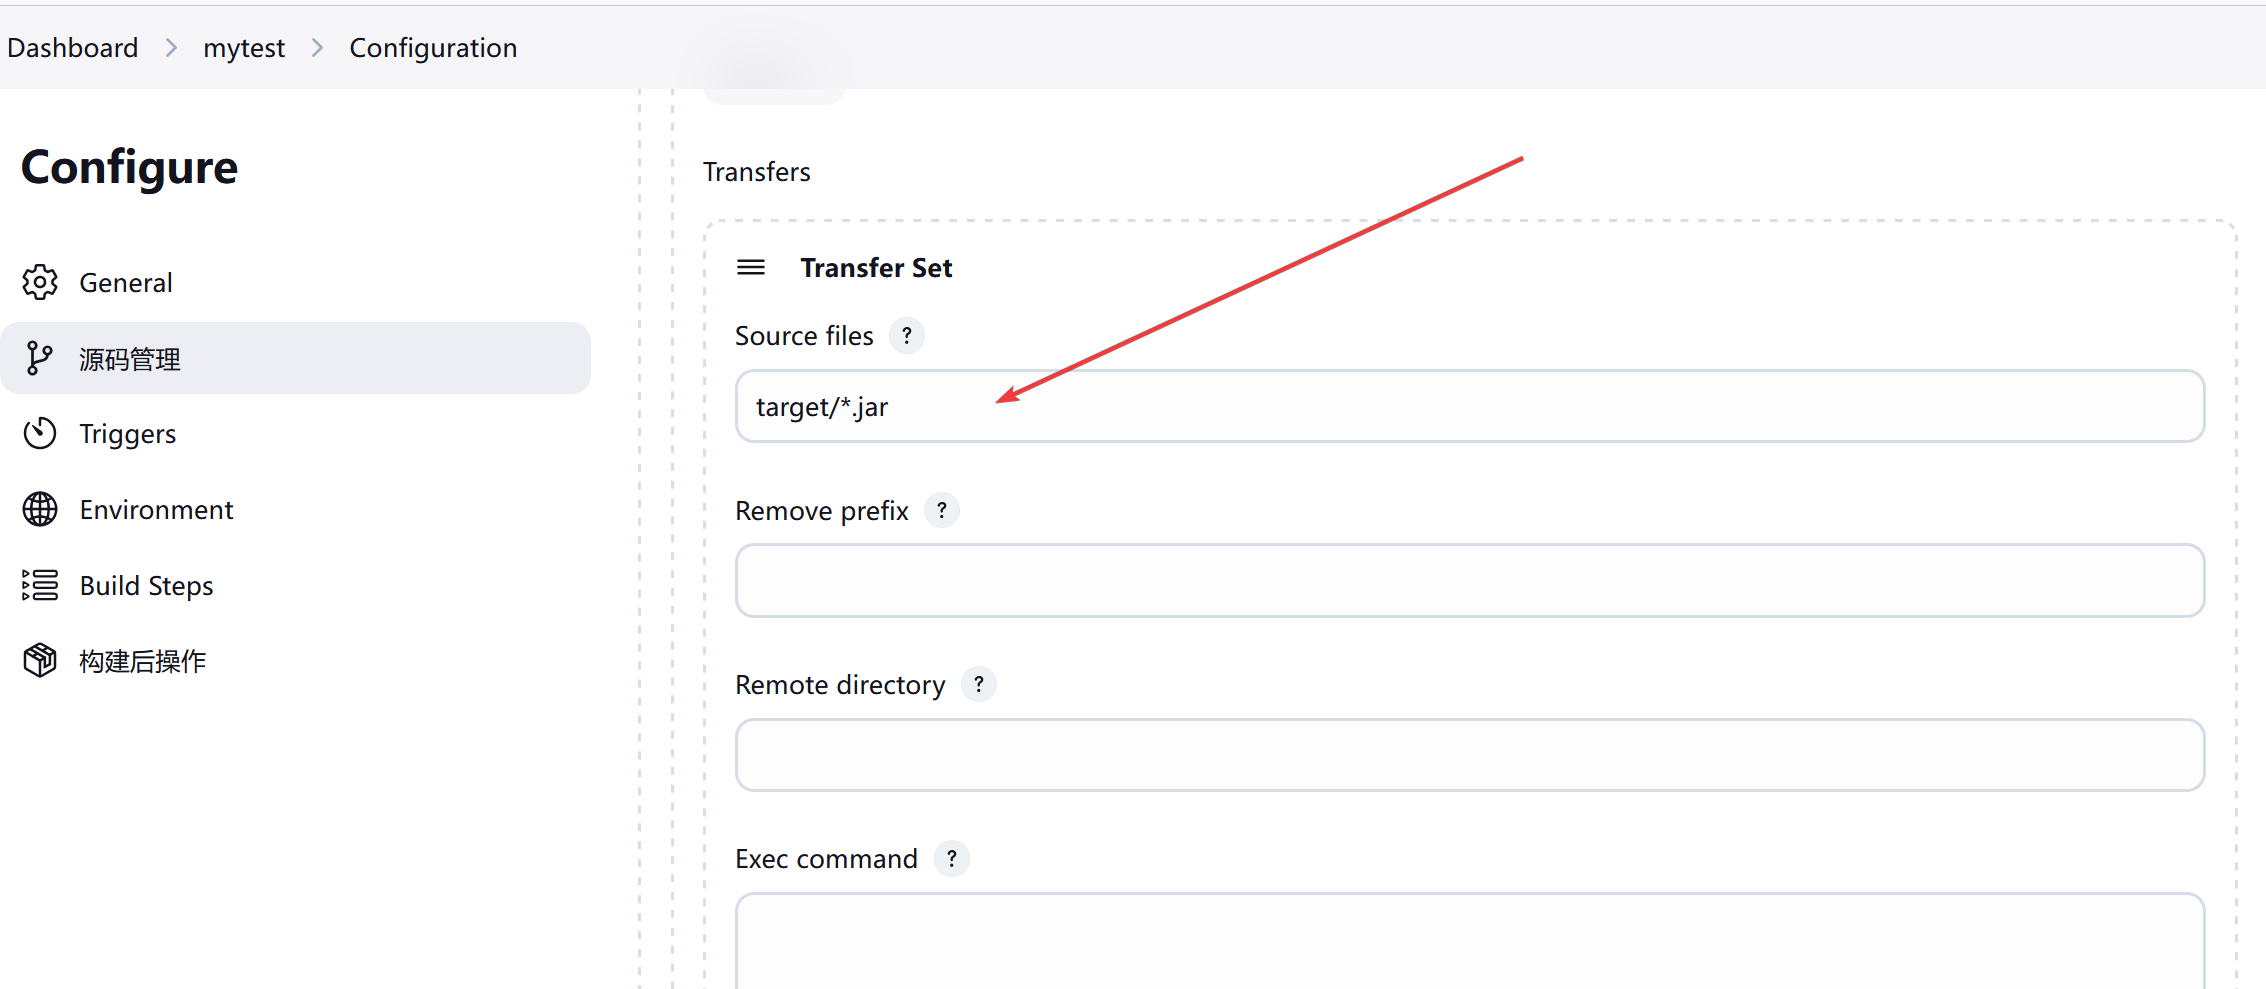 Dashboard > mytest > Configuration
Configure
General
源码管理
Triggers
Environment
Build Steps
构建后操作
Transfers
Transfer Set
Source files ?
target/*.jar
Remove prefix ?
Remote directory ?
Exec command ?